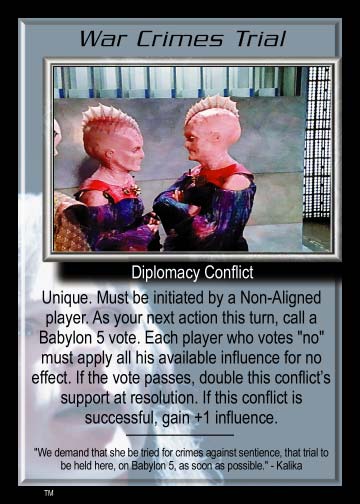 War Crimes Trial
Diplomacy Conflict
Unique. Must be initiated by a Non-Aligned
player. As your next action this turn, call a
Babylon 5 vote. Each player who votes "no"
must apply all his available influence for no
effect. If the vote passes, double this conflict's
support at resolution. If this conflict is
successful, gain +1 influence.
"We demand that she be tried for crimes against sentience, that trial to
be held here, on Babylon 5, as soon as possible." - Kalika
TM